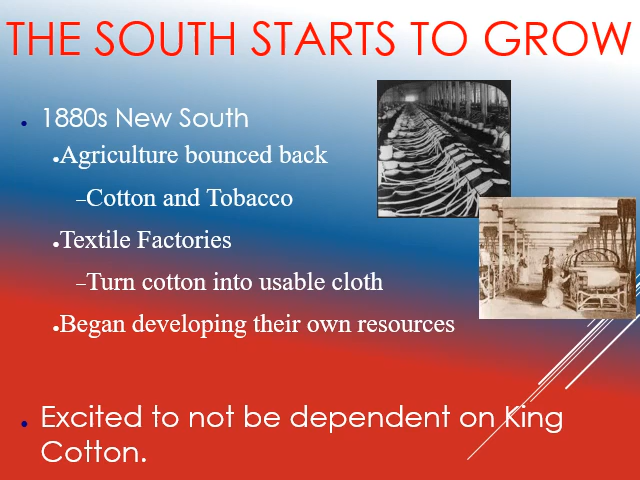 THE SOUTH STARTS TO GROW
• 1880s New South
•Agriculture bounced back
–Cotton and Tobacco
•Textile Factories
–Turn cotton into usable cloth
•Began developing their own resources
• Excited to not be dependent on King
Cotton.